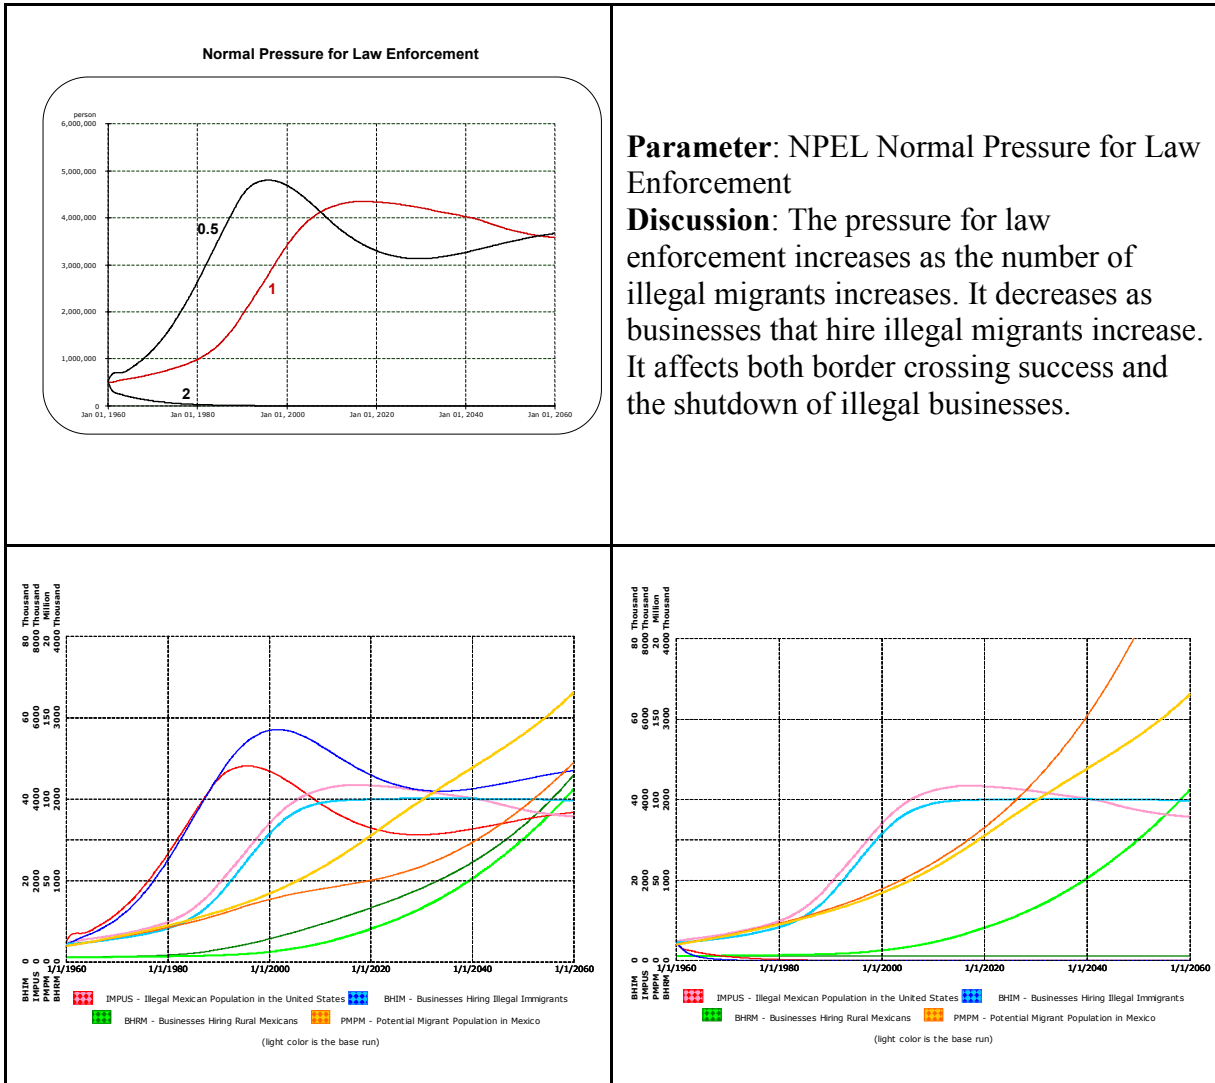 Normal Pressure for Law Enforcement
person
6,000,000
5,000,000
4,000,000
3,000,000
2,000,000
1,000,000
0
0.5
1
2
Jan 01, 1960
Jan 01, 1980
Jan 01, 2000
Jan 01, 2020
Jan 01, 2040
Jan 01, 2060
Parameter: NPEL Normal Pressure for Law
Enforcement
Discussion: The pressure for law
enforcement increases as the number of
illegal migrants increases. It decreases as
businesses that hire illegal migrants increase.
It affects both border crossing success and
the shutdown of illegal businesses.
80 Thousand
8000 Thousand
20 Million
4000 Thousand
60 6000 150 3000
40 4000 100 2000
20 2000 50 1000
0 0 0 0
BHIM
IMPUS
PMPM
BHRM
1/1/1960
1/1/1980
1/1/2000
1/1/2020
1/1/2040
1/1/2060
IMPUS - Illegal Mexican Population in the United States
BHIM - Businesses Hiring Illegal Immigrants
BHRM - Businesses Hiring Rural Mexicans
PMPM - Potential Migrant Population in Mexico
(light color is the base run)
80 Thousand
8000 Thousand
20 Million
4000 Thousand
60 6000 150 3000
40 4000 100 2000
20 2000 50 1000
0 0 0 0
BHIM
IMPUS
PMPM
BHRM
1/1/1960
1/1/1980
1/1/2000
1/1/2020
1/1/2040
1/1/2060
IMPUS - Illegal Mexican Population in the United States
BHIM - Businesses Hiring Illegal Immigrants
BHRM - Businesses Hiring Rural Mexicans
PMPM - Potential Migrant Population in Mexico
(light color is the base run)